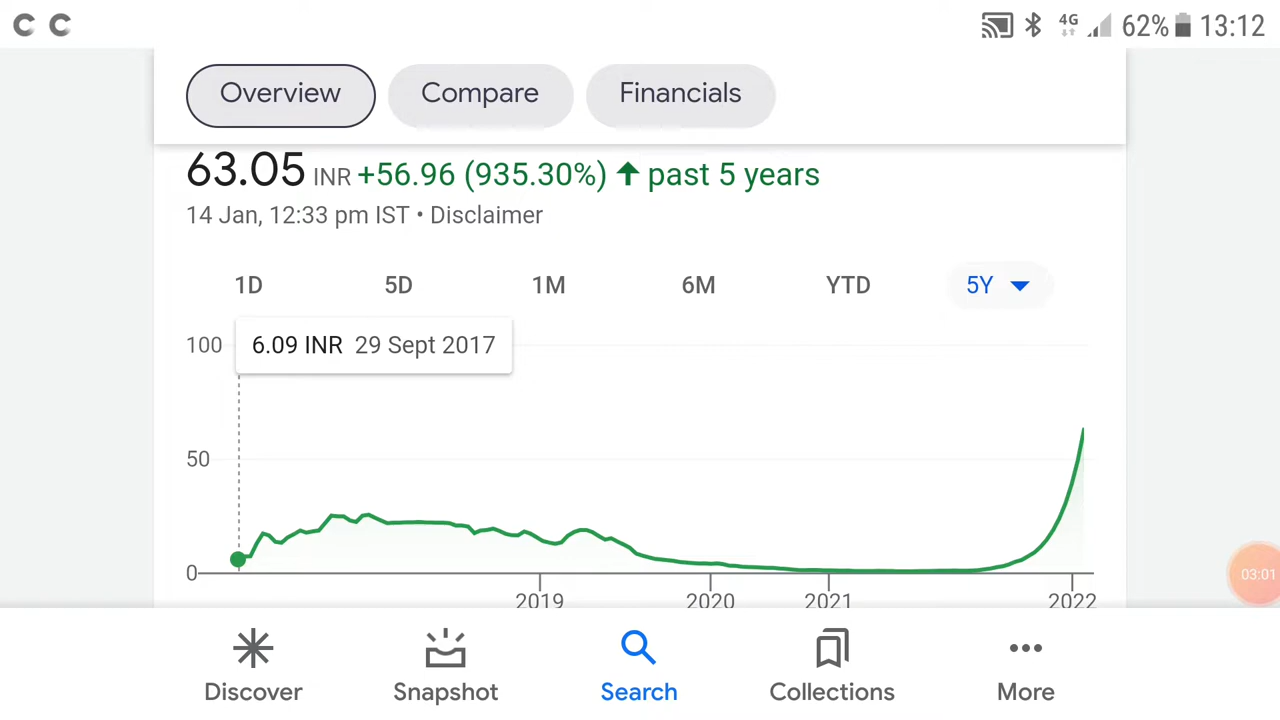 4G 62% 13:12
Overview Compare Financials
63.05 INR +56.96 (935.30%) ↑ past 5 years
14 Jan, 12:33 pm IST • Disclaimer
1D 5D 1M 6M YTD 5Y
100
6.09 INR 29 Sept 2017
50
0
03:01
2019 2020 2021 2022
Discover Snapshot Search Collections More